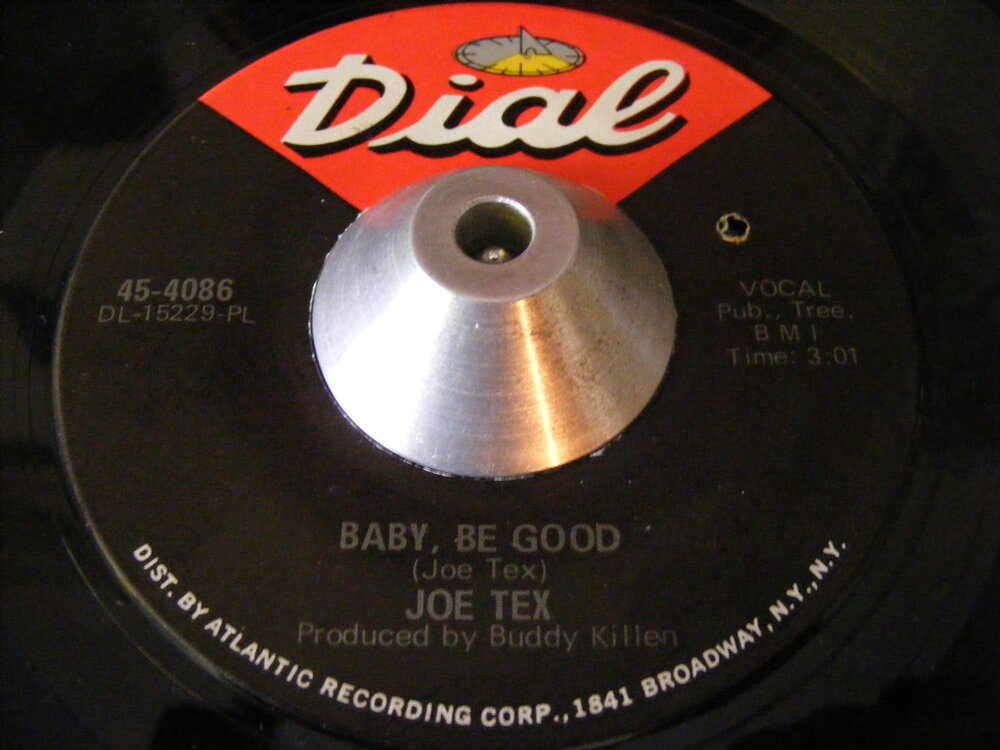 Dial
45-4086
DL-15229-PL
VOCAL
Pub., Tree,
B M I
Time: 3:01
BABY, BE GOOD
(Joe Tex)
JOE TEX
Produced by Buddy Killen
DIST. BY ATLANTIC RECORDING CORP., 1841 BROADWAY, N.Y., N.Y.